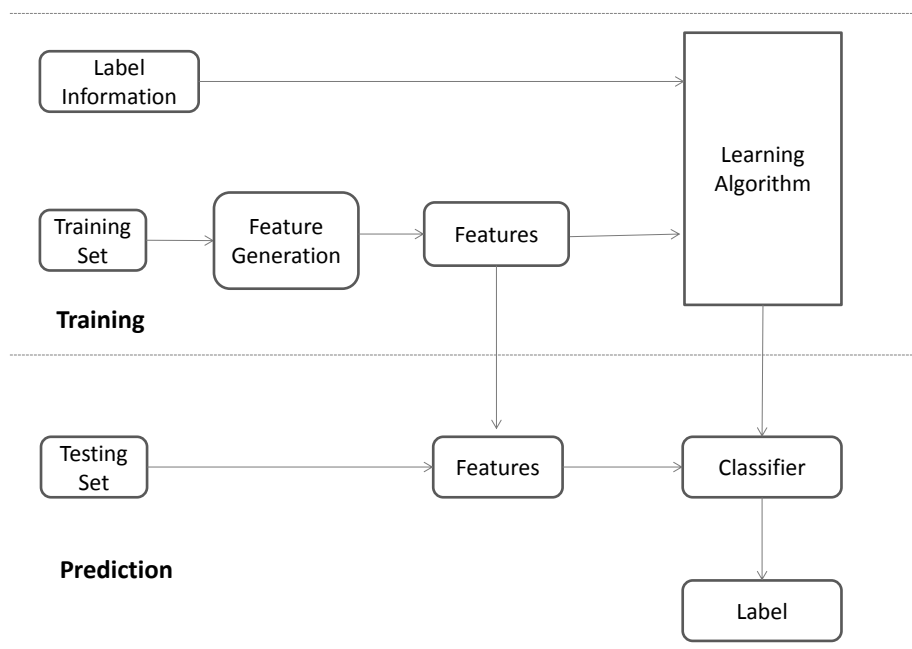 Label
Information
Learning
Algorithm
Training
Set
Feature
Generation
Features
Training
Testing
Set
Features
Classifier
Prediction
Label